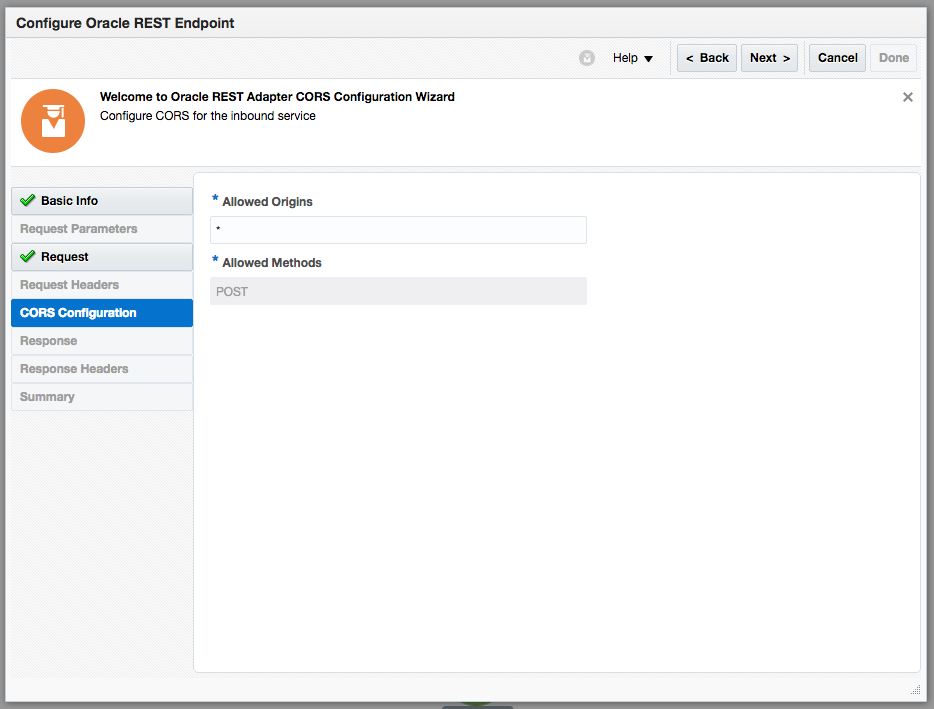 Configure Oracle REST Endpoint
Help
< Back
Next >
Cancel
Done
Welcome to Oracle REST Adapter CORS Configuration Wizard
Configure CORS for the inbound service
Basic Info
Request Parameters
Request
Request Headers
CORS Configuration
Response
Response Headers
Summary
* Allowed Origins
*
* Allowed Methods
POST